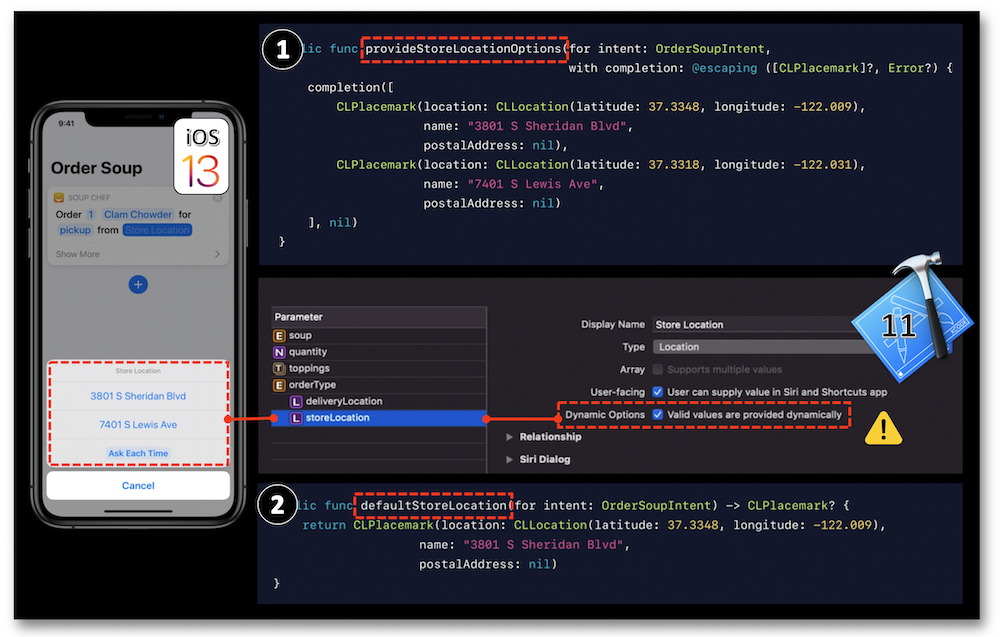 1
lic func provideStoreLocationOptions(for intent: OrderSoupIntent,
with completion: @escaping ([CLPlacemark]?, Error?) {
completion([
CLPlacemark(location: CLLocation(latitude: 37.3348, longitude: -122.009),
name: "3801 S Sheridan Blvd",
postalAddress: nil),
CLPlacemark(location: CLLocation(latitude: 37.3318, longitude: -122.031),
name: "7401 S Lewis Ave",
postalAddress: nil)
], nil)
}
9:41
iOS
13
Order Soup
SOUP CHEF
Order 1 Clam Chowder for
pickup from Store Location
Show More
Store Location
3801 S Sheridan Blvd
7401 S Lewis Ave
Ask Each Time
Cancel
Parameter
E soup
N quantity
T toppings
E orderType
L deliveryLocation
L storeLocation
Display Name Store Location
Type Location
Array Supports multiple values
User-facing User can supply value in Siri and Shortcuts app
Dynamic Options Valid values are provided dynamically
Relationship
Siri Dialog
11
XCODE
!
2
lic func defaultStoreLocation(for intent: OrderSoupIntent) -> CLPlacemark? {
return CLPlacemark(location: CLLocation(latitude: 37.3348, longitude: -122.009),
name: "3801 S Sheridan Blvd",
postalAddress: nil)
}